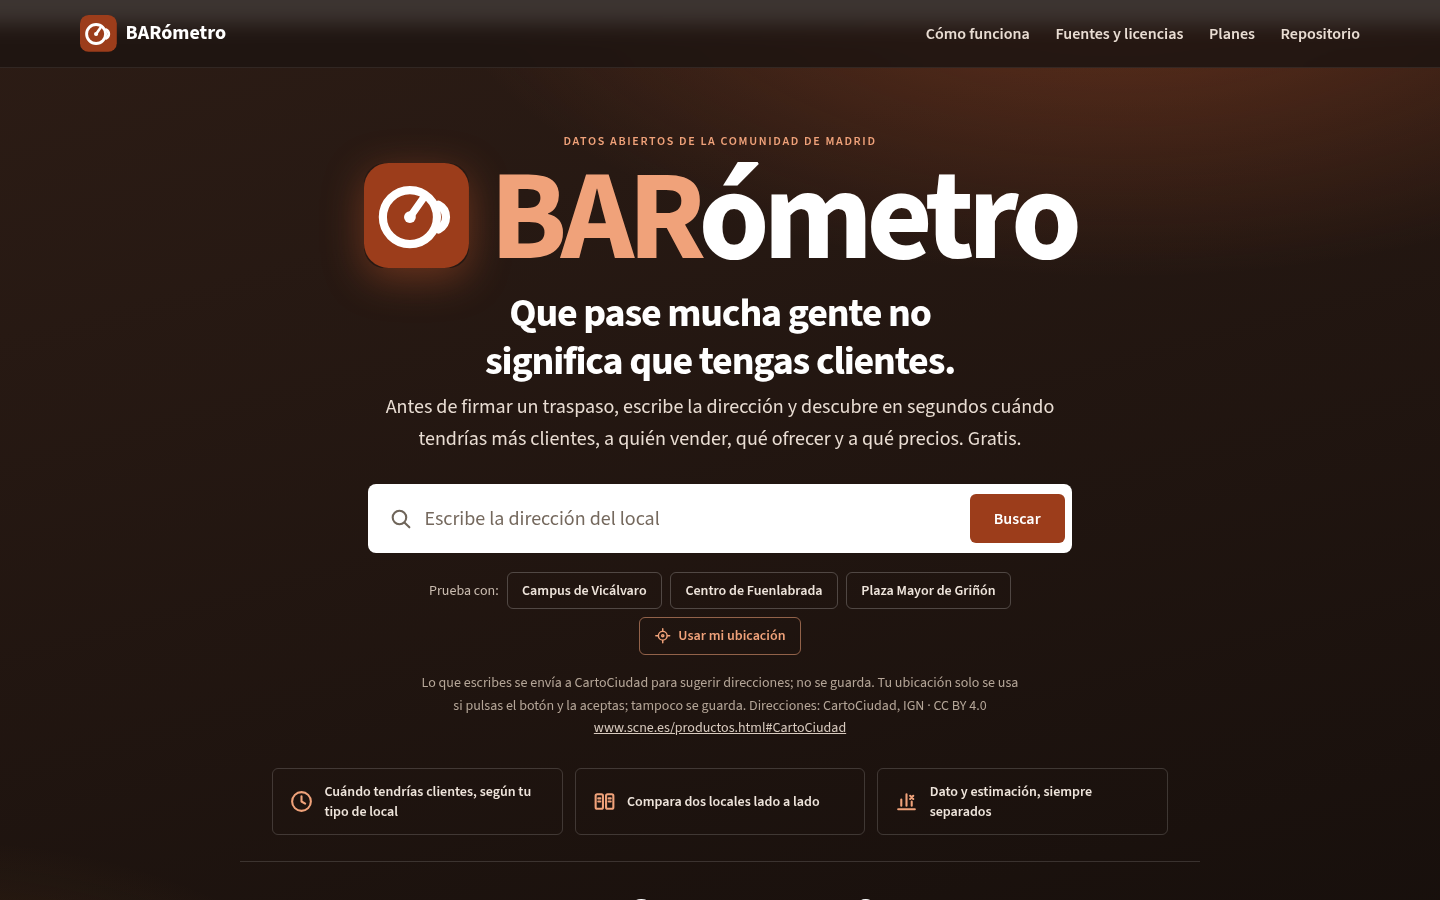 BARómetro
Cómo funciona
Fuentes y licencias
Planes
Repositorio
DATOS ABIERTOS DE LA COMUNIDAD DE MADRID
BARómetro
Que pase mucha gente no
significa que tengas clientes.
Antes de firmar un traspaso, escribe la dirección y descubre en segundos cuándo
tendrías más clientes, a quién vender, qué ofrecer y a qué precios. Gratis.
Escribe la dirección del local
Buscar
Prueba con:
Campus de Vicálvaro
Centro de Fuenlabrada
Plaza Mayor de Griñón
Usar mi ubicación
Lo que escribes se envía a CartoCiudad para sugerir direcciones; no se guarda. Tu ubicación solo se usa
si pulsas el botón y la aceptas; tampoco se guarda. Direcciones: CartoCiudad, IGN · CC BY 4.0
www.scne.es/productos.html#CartoCiudad
Cuándo tendrías clientes, según tu
tipo de local
Compara dos locales lado a lado
Dato y estimación, siempre
separados